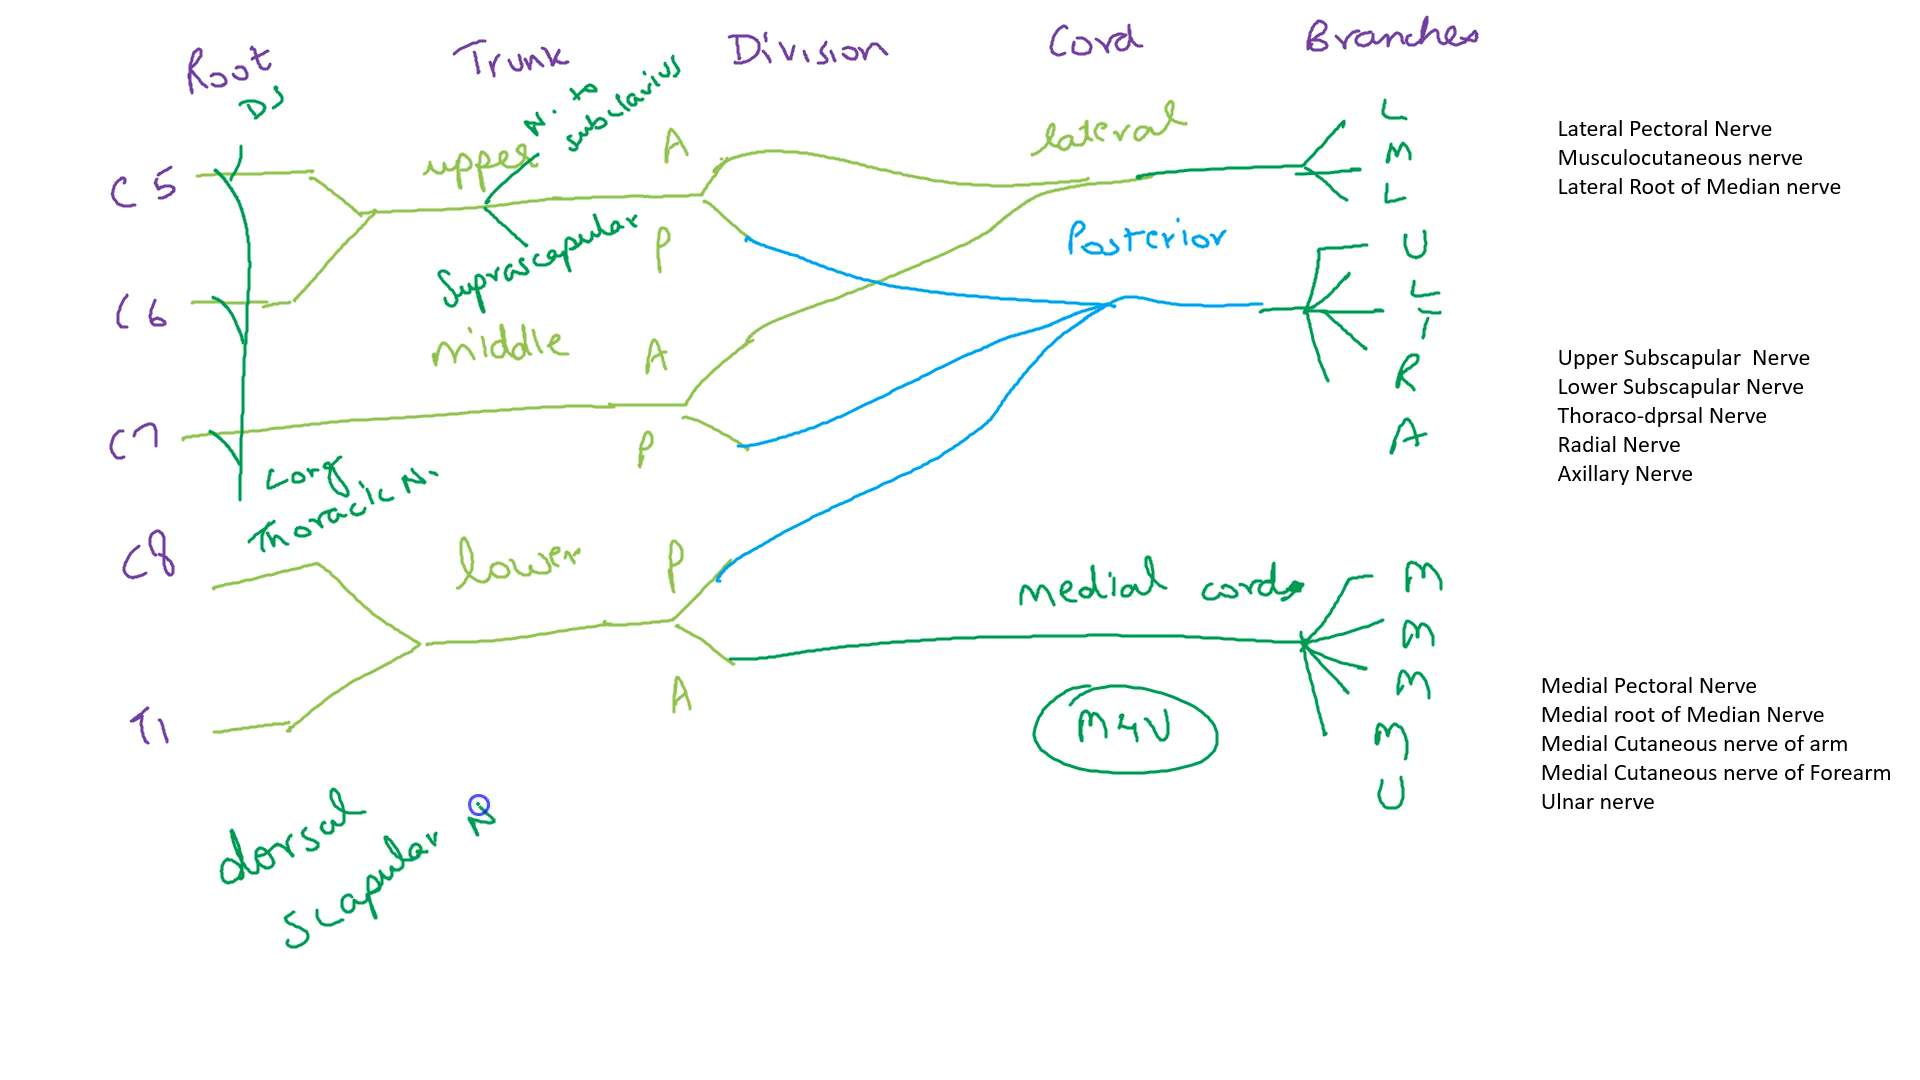 Root Trunk Division Cord Branches
DS
N. to
subclavius
C5
upper
A
lateral
L
M
L
Lateral Pectoral Nerve
Musculocutaneous nerve
Lateral Root of Median nerve
P
Suprascapular
Posterior
U
L
T
R
A
C6
middle
A
Upper Subscapular Nerve
Lower Subscapular Nerve
Thoraco-dprsal Nerve
Radial Nerve
Axillary Nerve
C7
P
Long
Thoracic N.
C8
lower
P
medial cord
M
M
M
M
U
T1
A
M4U
Medial Pectoral Nerve
Medial root of Median Nerve
Medial Cutaneous nerve of arm
Medial Cutaneous nerve of Forearm
Ulnar nerve
dorsal
scapular N